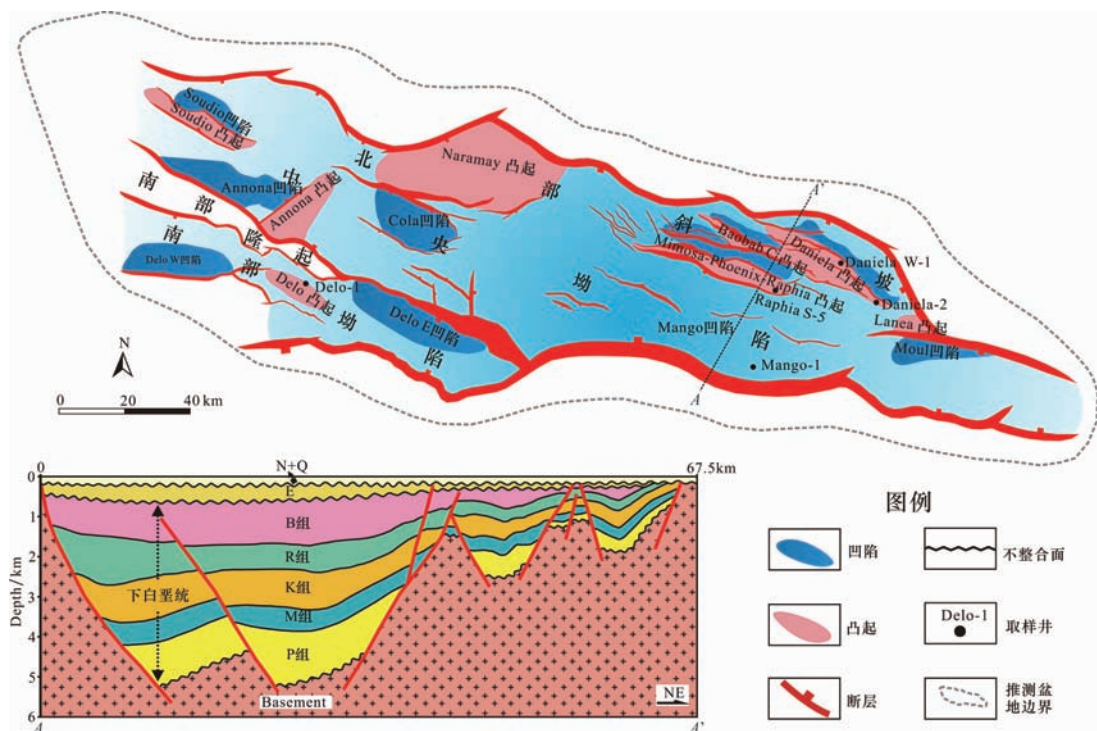 Soudio凹陷
Soudio 凸起
Annona凹陷
Annona 凸起
南部隆起
南部坳陷
Delo W凹陷
Delo 凸起
Delo-1
Delo E凹陷
中央坳陷
北部斜坡
Naramay 凸起
Cola凹陷
Baobab C 凸起
Mimosa-Phoenix-Raphia 凸起
Raphia S-5
Daniela 凸起
Daniela W-1
Daniela-2
Lanea 凸起
Moul凹陷
Mango凹陷
Mango-1
A'
A
N
0 20 40 km
0 N+Q 67.5km
E
B组
R组
K组
M组
P组
下白垩统
Basement
NE
Depth/km
0
1
2
3
4
5
6
A A'
图例
凹陷
不整合面
凸起
Delo-1
取样井
断层
推测盆
地边界